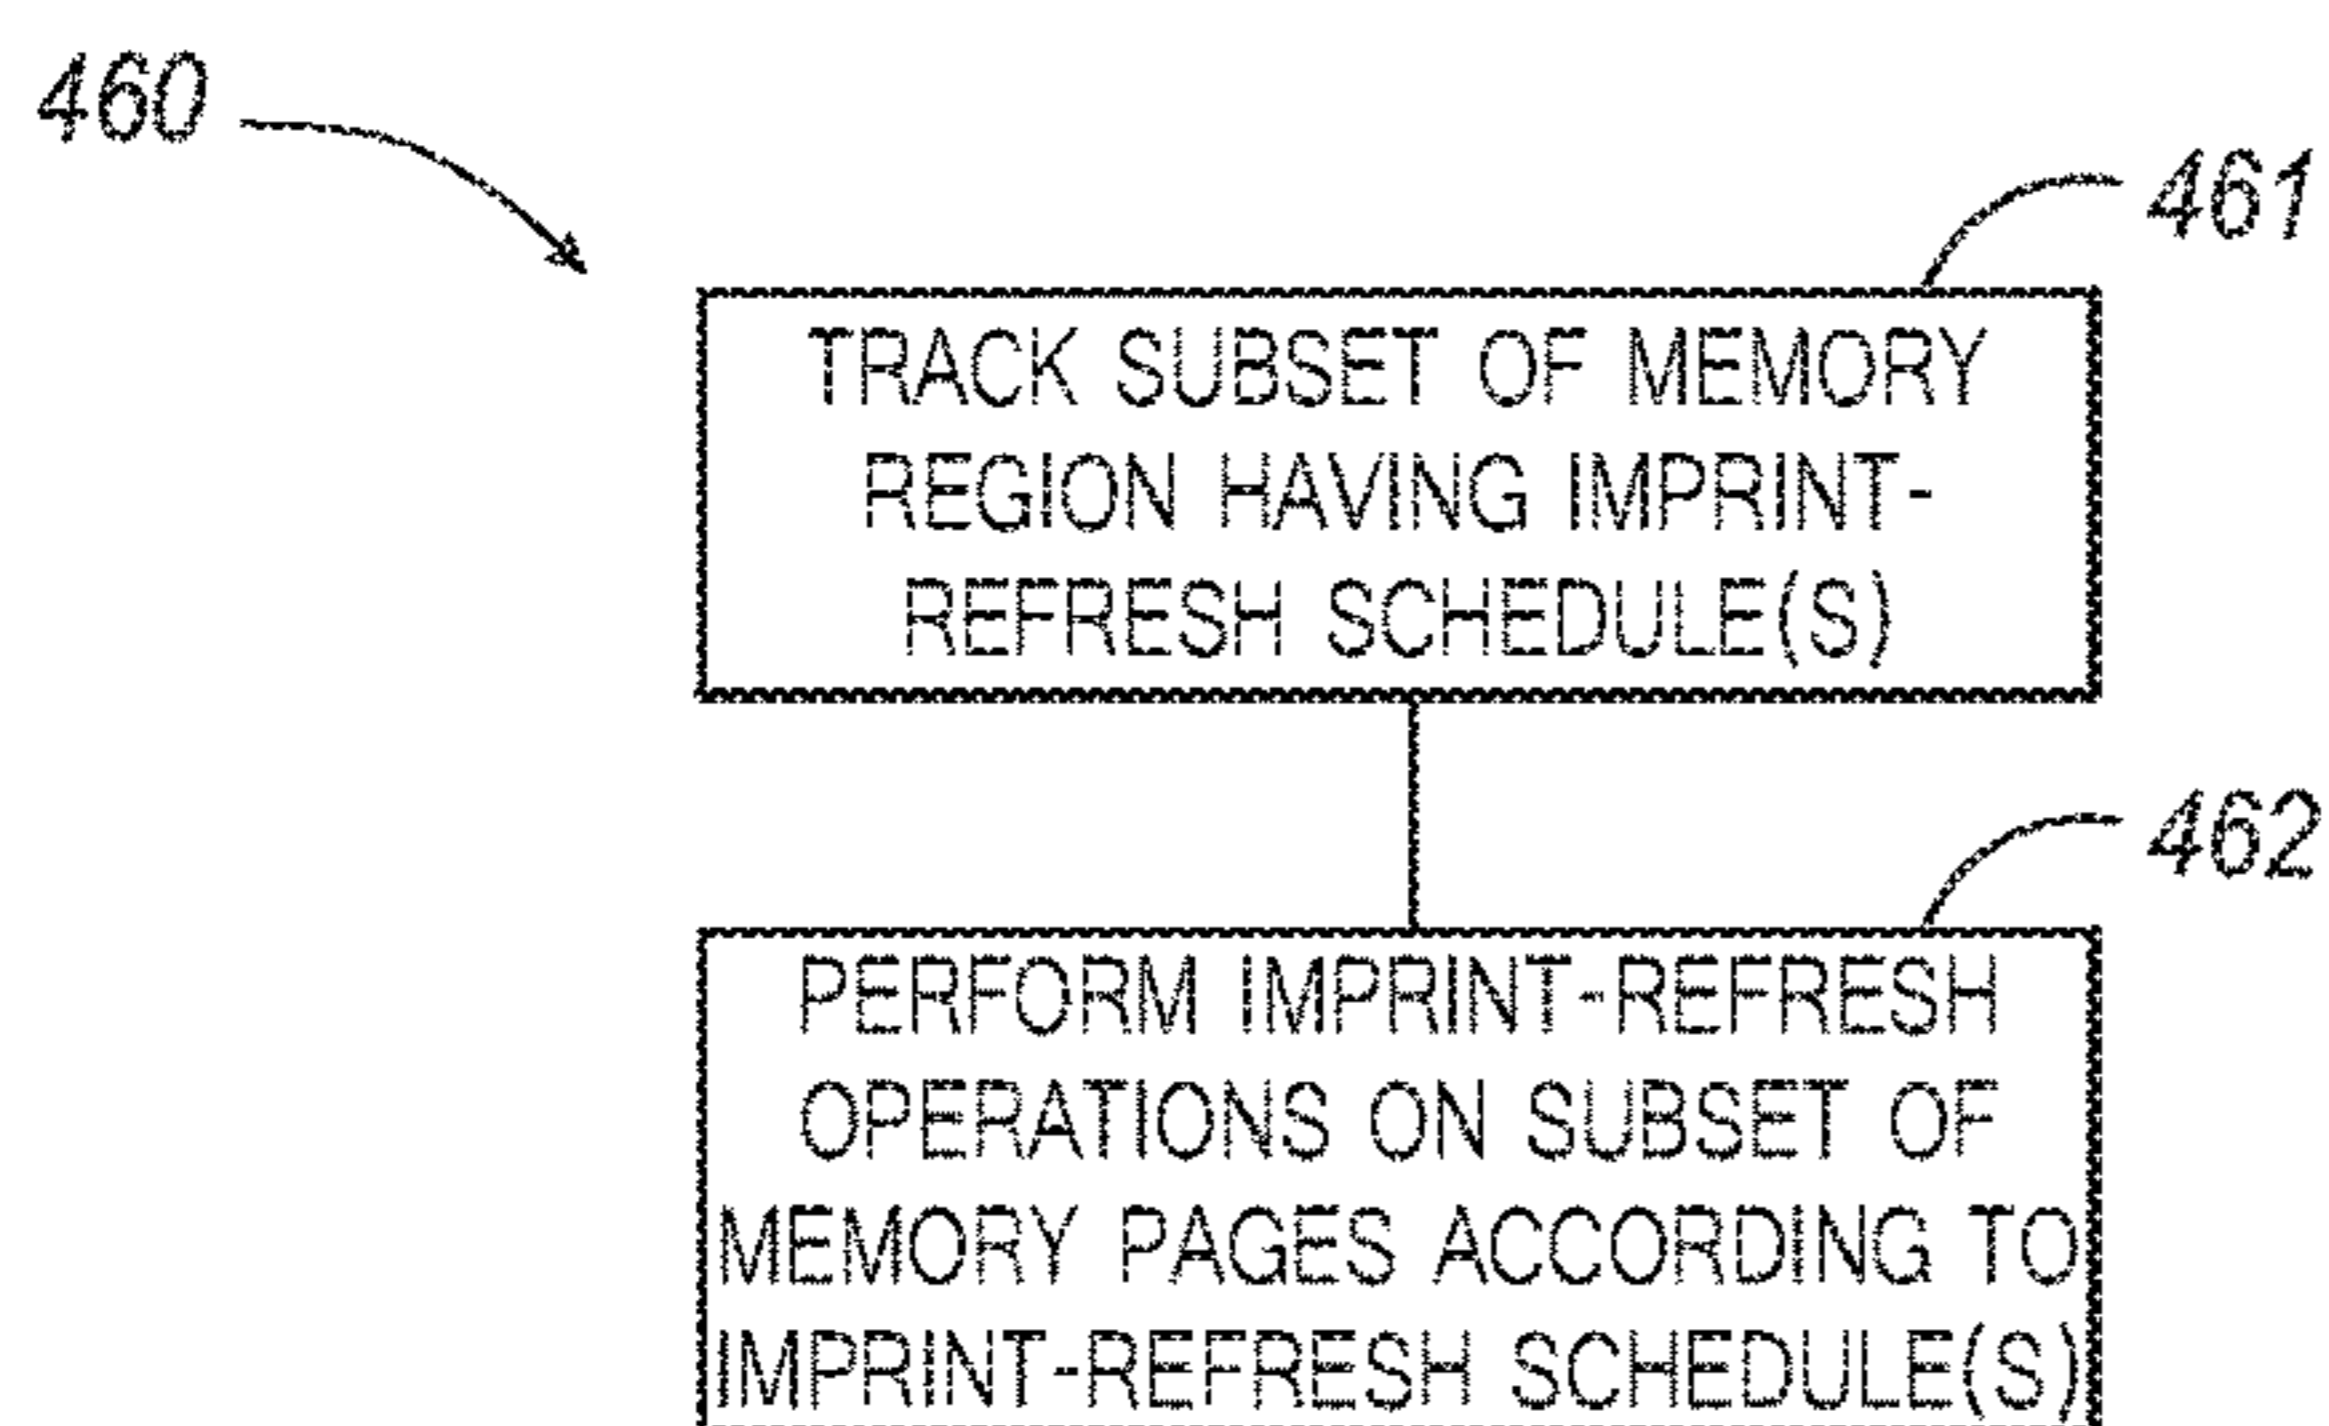 460
461
TRACK SUBSET OF MEMORY
REGION HAVING IMPRINT-
REFRESH SCHEDULE(S)
462
PERFORM IMPRINT-REFRESH
OPERATIONS ON SUBSET OF
MEMORY PAGES ACCORDING TO
IMPRINT-REFRESH SCHEDULE(S)